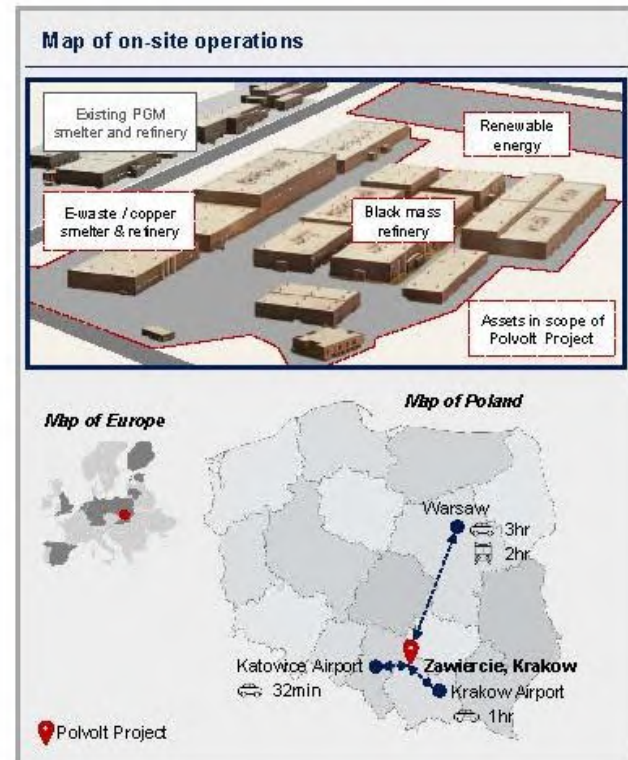 Map of on-site operations
Existing PGM
smelter and refinery
Renewable
energy
E-waste / copper
smelter & refinery
Black mass
refinery
Assets in scope of
Polvolt Project
Map of Europe
Map of Poland
Warsaw
3hr
2hr
Katowice Airport
32min
Zawiercie, Krakow
Krakow Airport
1hr
Polvolt Project